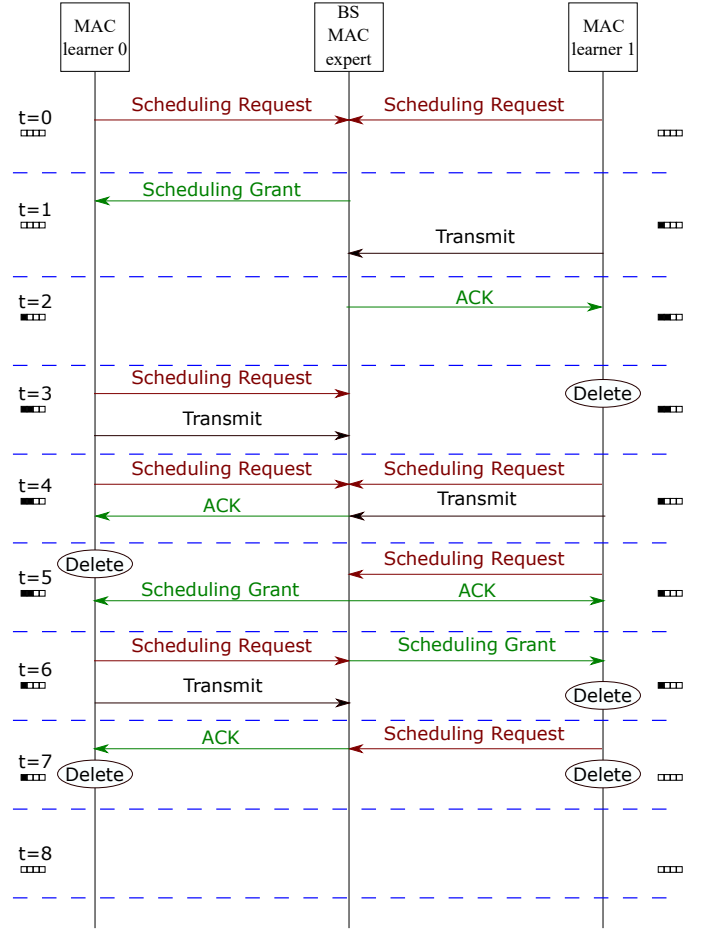 MAC
learner 0
BS
MAC
expert
MAC
learner 1
t=0
Scheduling Request
Scheduling Request
t=1
Scheduling Grant
Transmit
t=2
ACK
t=3
Scheduling Request
Delete
Transmit
t=4
Scheduling Request
Scheduling Request
ACK
Transmit
t=5
Delete
Scheduling Request
Scheduling Grant
ACK
t=6
Scheduling Request
Scheduling Grant
Transmit
Delete
t=7
ACK
Scheduling Request
Delete
Delete
t=8